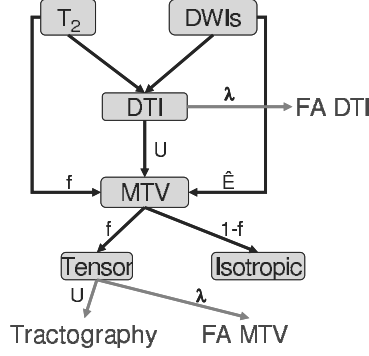 T₂ DWIs
DTI λ FA DTI
U
f MTV Ê
f 1-f
Tensor Isotropic
U λ
Tractography FA MTV